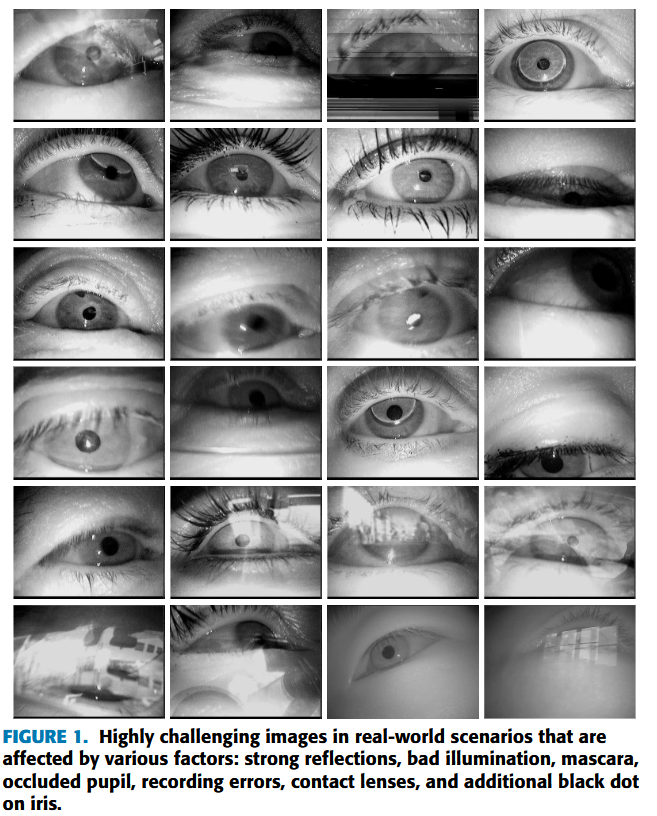 FIGURE 1. Highly challenging images in real-world scenarios that are
affected by various factors: strong reflections, bad illumination, mascara,
occluded pupil, recording errors, contact lenses, and additional black dot
on iris.